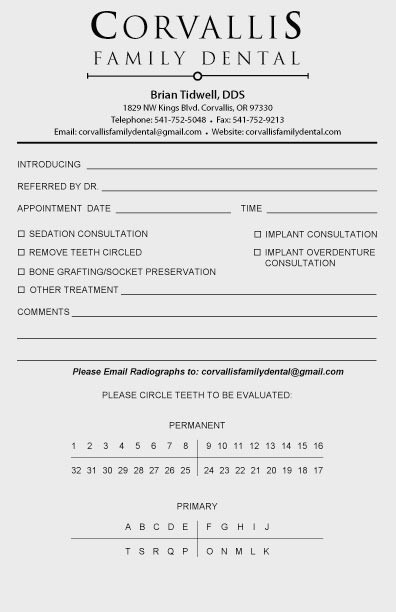 CORVALLIS
FAMILY DENTAL
Brian Tidwell, DDS
1829 NW Kings Blvd. Corvallis, OR 97330
Telephone: 541-752-5048 • Fax: 541-752-9213
Email: corvallisfamilydental@gmail.com • Website: corvallisfamilydental.com
INTRODUCING
REFERRED BY DR.
APPOINTMENT DATE TIME
SEDATION CONSULTATION
IMPLANT CONSULTATION
REMOVE TEETH CIRCLED
IMPLANT OVERDENTURE
CONSULTATION
BONE GRAFTING/SOCKET PRESERVATION
OTHER TREATMENT
COMMENTS
Please Email Radiographs to: corvallisfamilydental@gmail.com
PLEASE CIRCLE TEETH TO BE EVALUATED:
PERMANENT
1 2 3 4 5 6 7 8 9 10 11 12 13 14 15 16
32 31 30 29 28 27 26 25 24 23 22 21 20 19 18 17
PRIMARY
A B C D E F G H I J
T S R Q P O N M L K